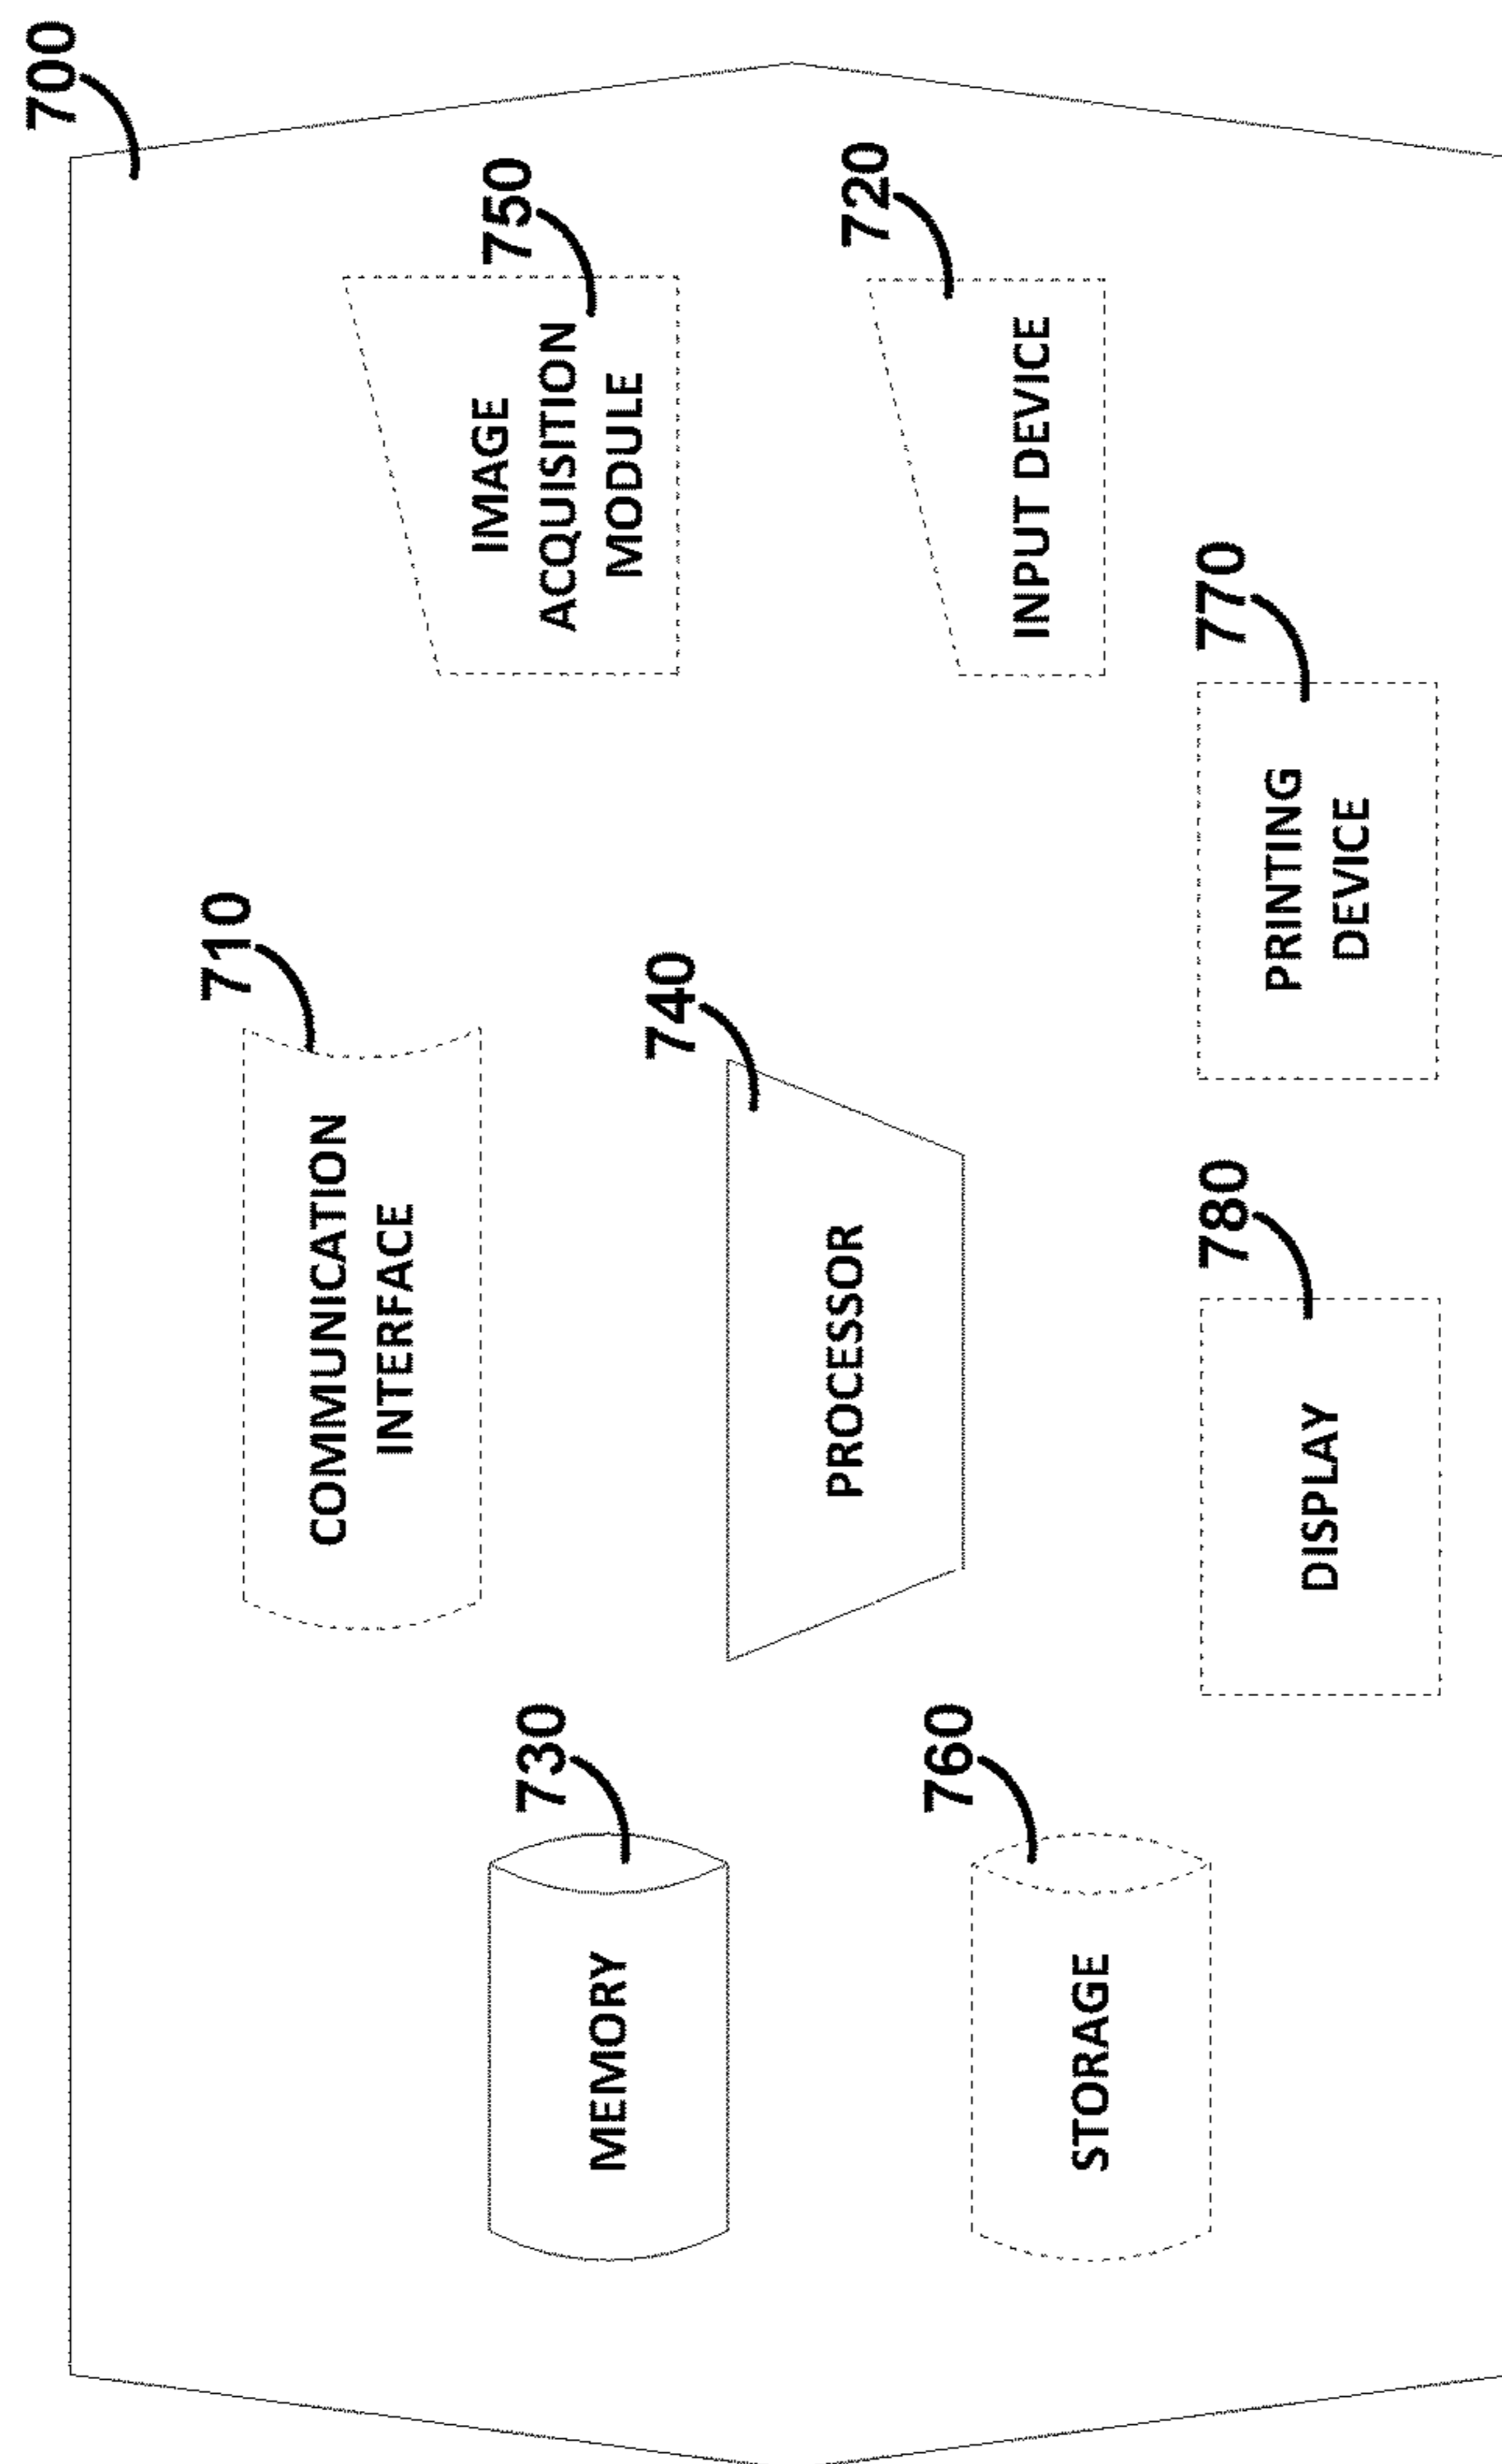 700
710
COMMUNICATION
INTERFACE
750
IMAGE
ACQUISITION
MODULE
730
MEMORY
740
PROCESSOR
720
INPUT DEVICE
760
STORAGE
780
DISPLAY
770
PRINTING
DEVICE